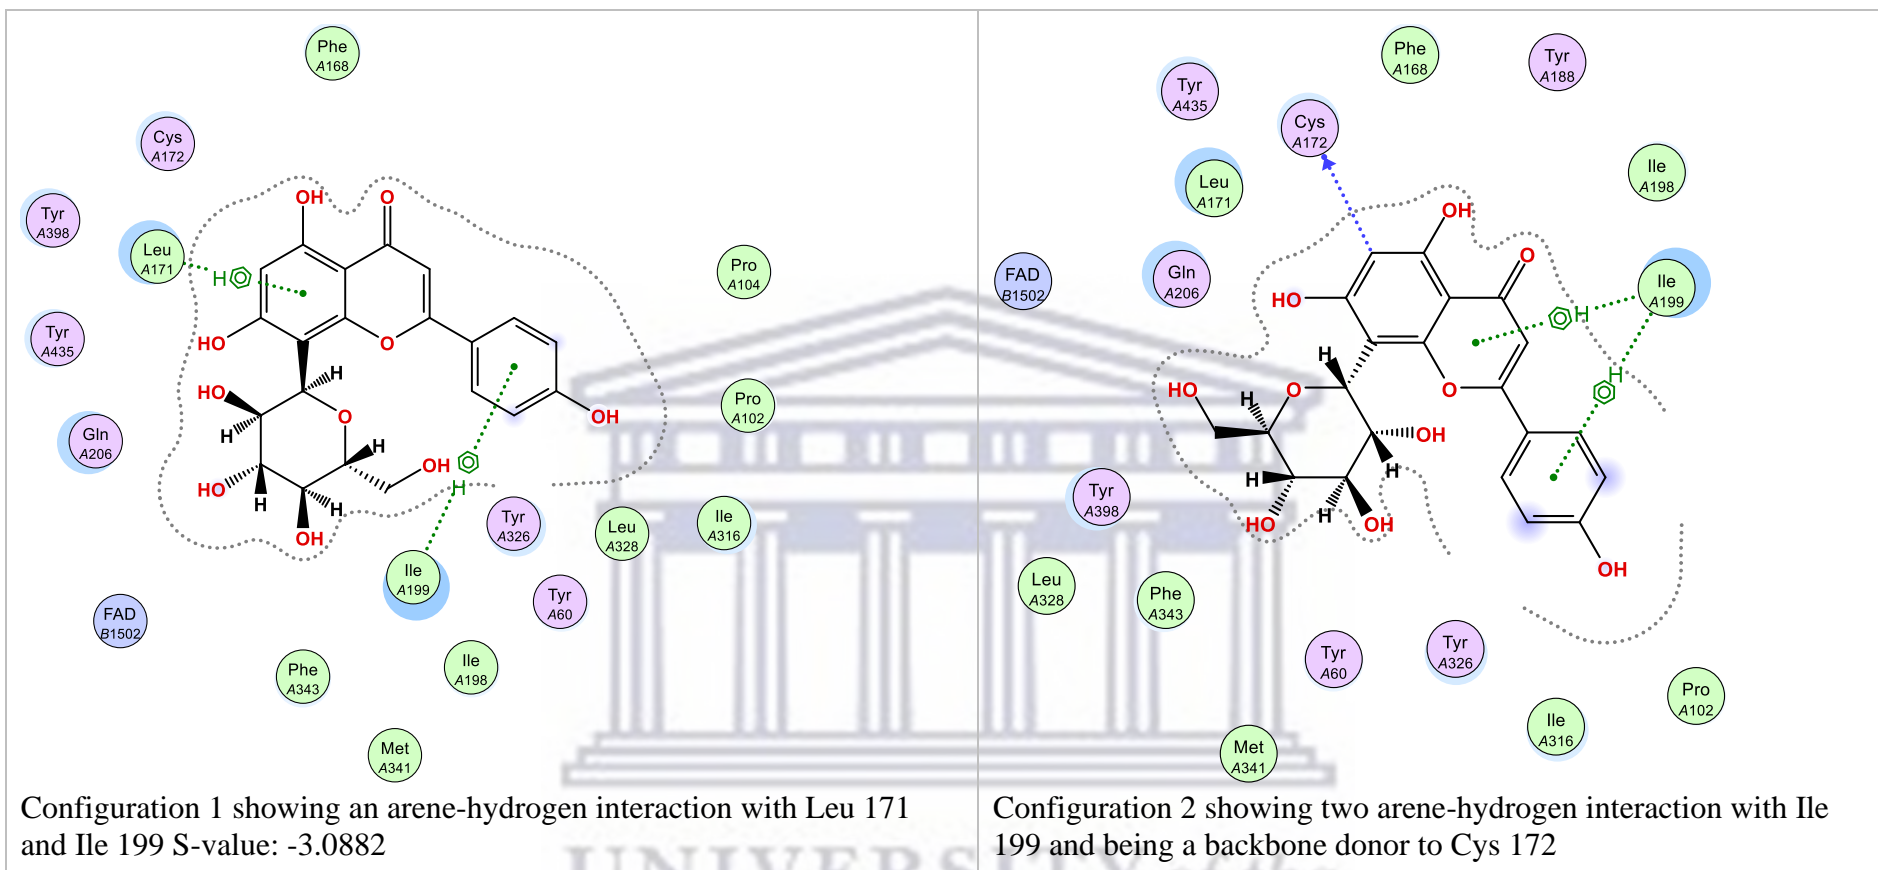 Phe
A168
Cys
A172
Tyr
A398
Leu
A171
Tyr
A435
Gln
A206
FAD
B1502
Phe
A343
Met
A341
Ile
A199
Ile
A198
Tyr
A326
Tyr
A60
Leu
A328
Ile
A316
Pro
A102
Pro
A104
OH
O
H
HO
O
H
HO
O
H
H
OH
OH
H
HO
H
H
OH
Configuration 1 showing an arene-hydrogen interaction with Leu 171
and Ile 199 S-value: -3.0882
Phe
A168
Tyr
A188
Tyr
A435
Cys
A172
Leu
A171
Ile
A198
FAD
B1502
Gln
A206
Ile
A199
Tyr
A398
Leu
A328
Phe
A343
Tyr
A60
Tyr
A326
Met
A341
Ile
A316
Pro
A102
OH
O
HO
H
H
H
HO
H
O
O
OH
H
H
HO
H
OH
OH
Configuration 2 showing two arene-hydrogen interaction with Ile
199 and being a backbone donor to Cys 172
UNIVERSITY of the